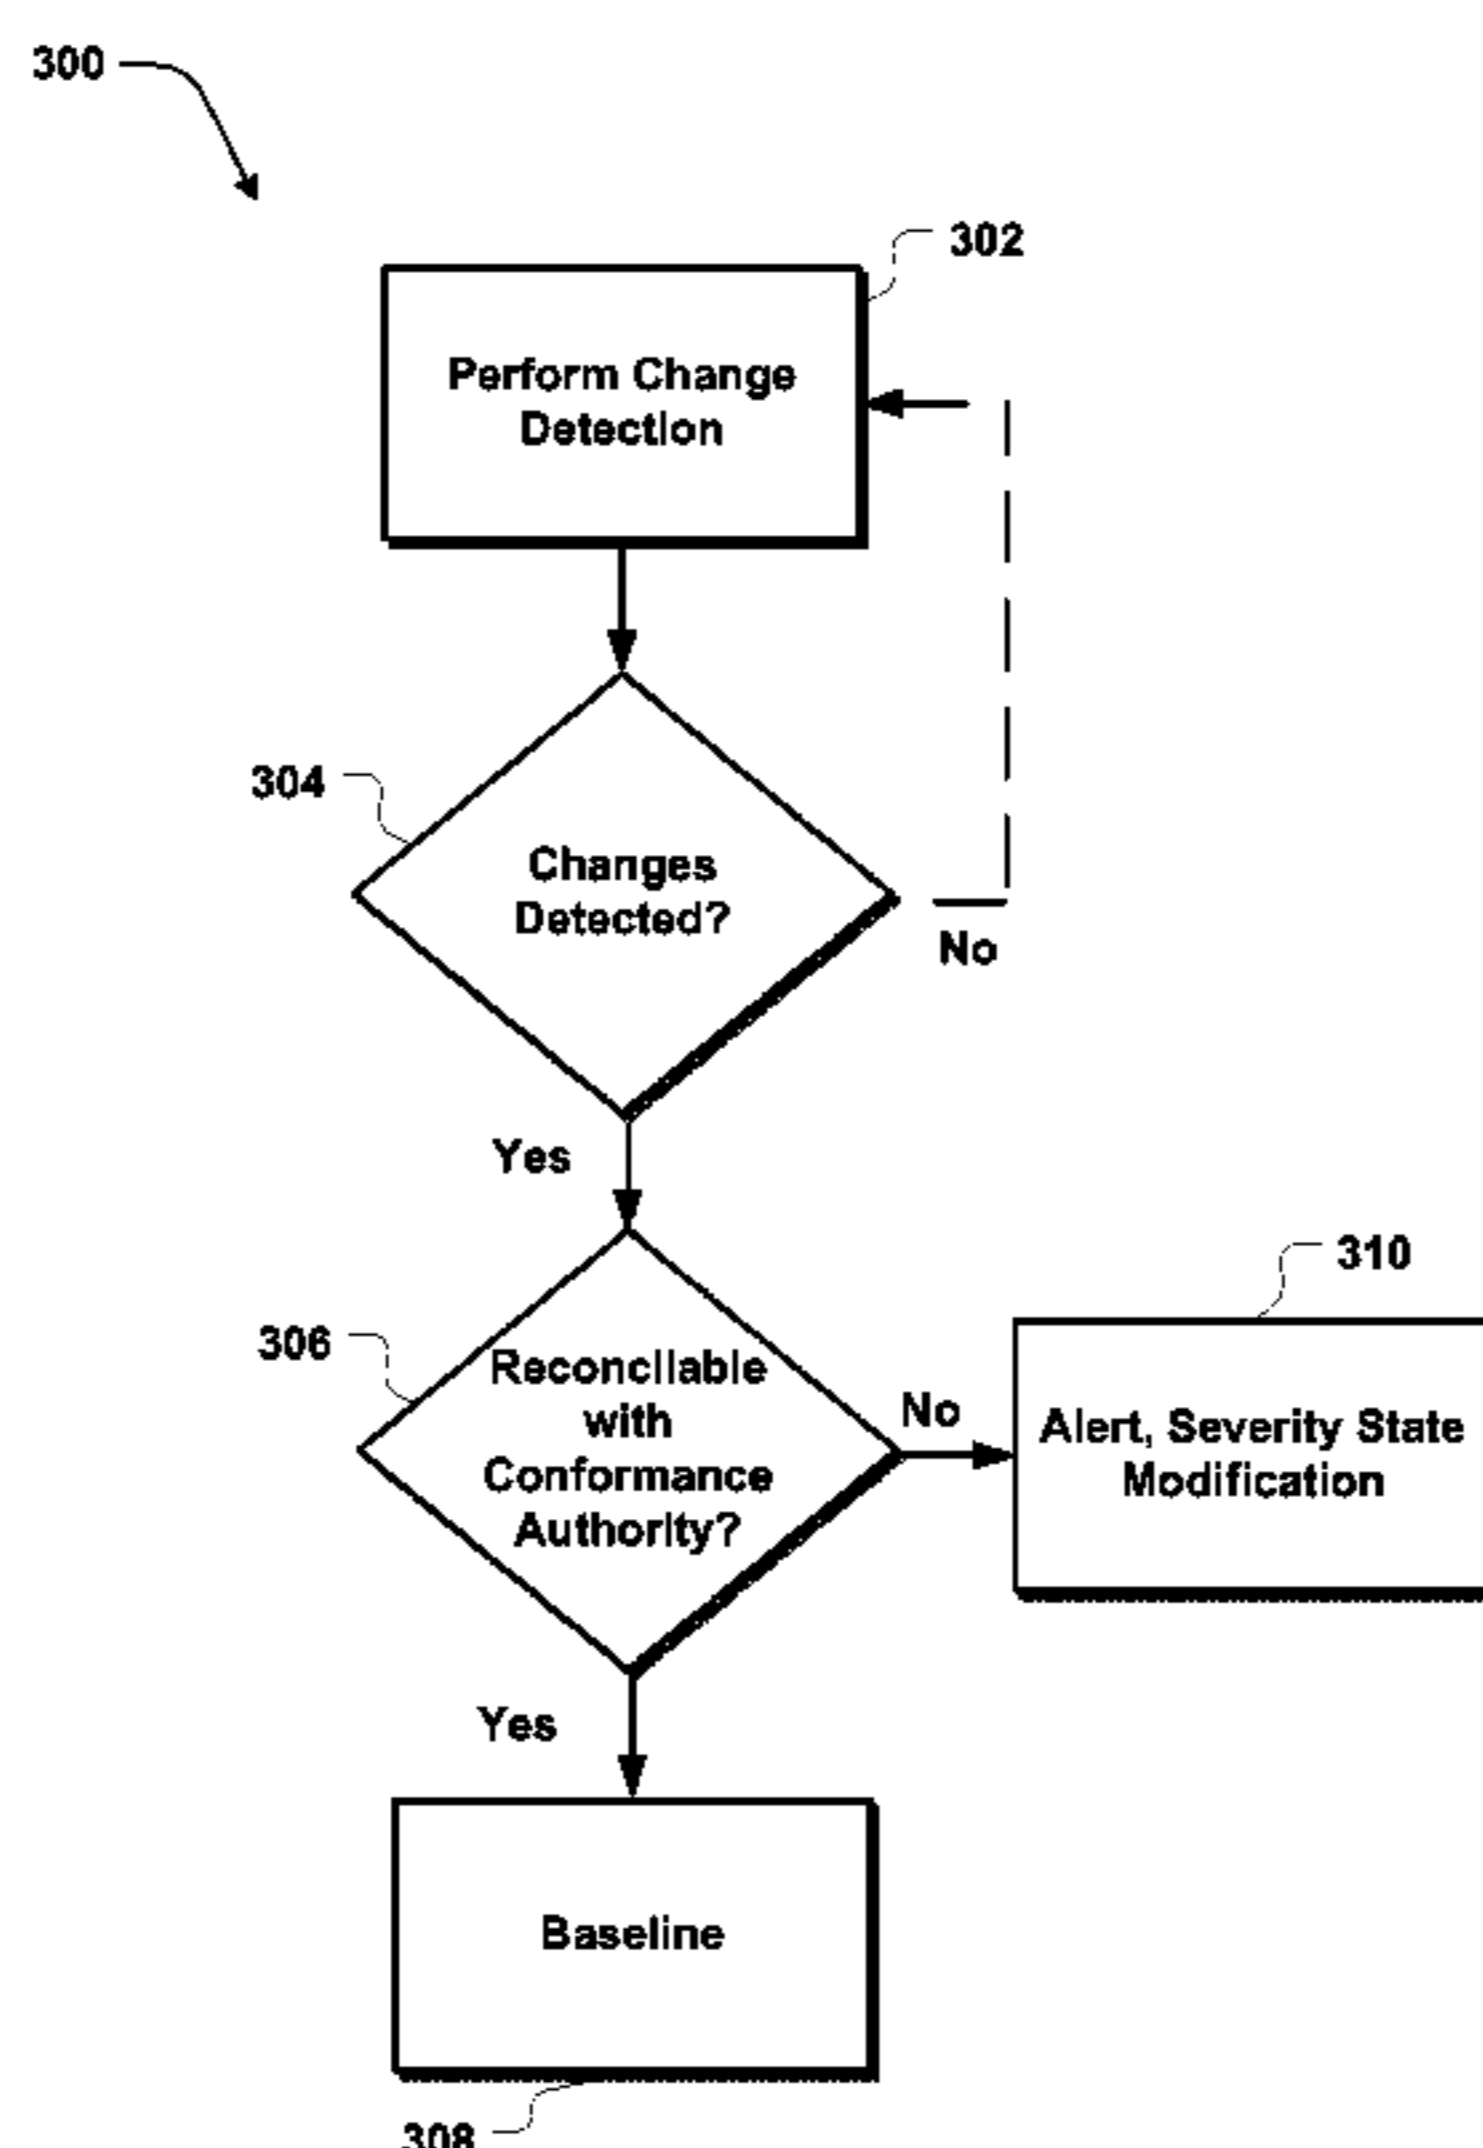 300
302
Perform Change
Detection
304
Changes
Detected?
No
Yes
310
306
Reconcilable
with
Conformance
Authority?
No
Alert, Severity State
Modification
Yes
Baseline
308